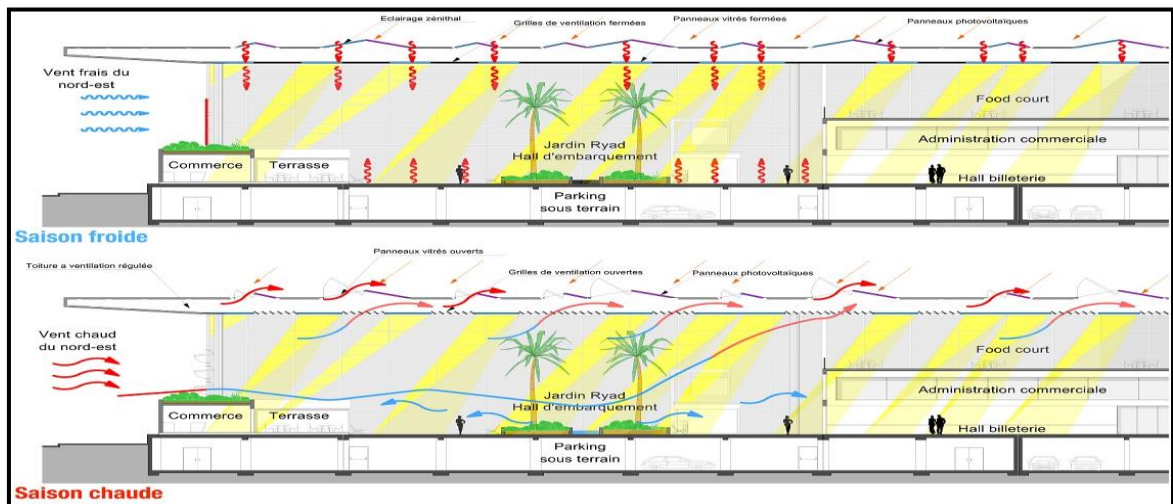 Eclairage zénithal
Grilles de ventilation fermées
Panneaux vitrés fermées
Panneaux photovoltaïques
Vent frais du
nord-est
Food court
Jardin Ryad
Hall d'embarquement
Administration commerciale
Commerce
Terrasse
Hall billeterie
Parking
sous terrain
Saison froide
Panneaux vitrés ouverts
Toiture a ventilation régulée
Grilles de ventilation ouvertes
Panneaux photovoltaïques
Vent chaud
du nord-est
Food court
Jardin Ryad
Hall d'embarquement
Administration commerciale
Commerce
Terrasse
Hall billeterie
Parking
sous terrain
Saison chaude